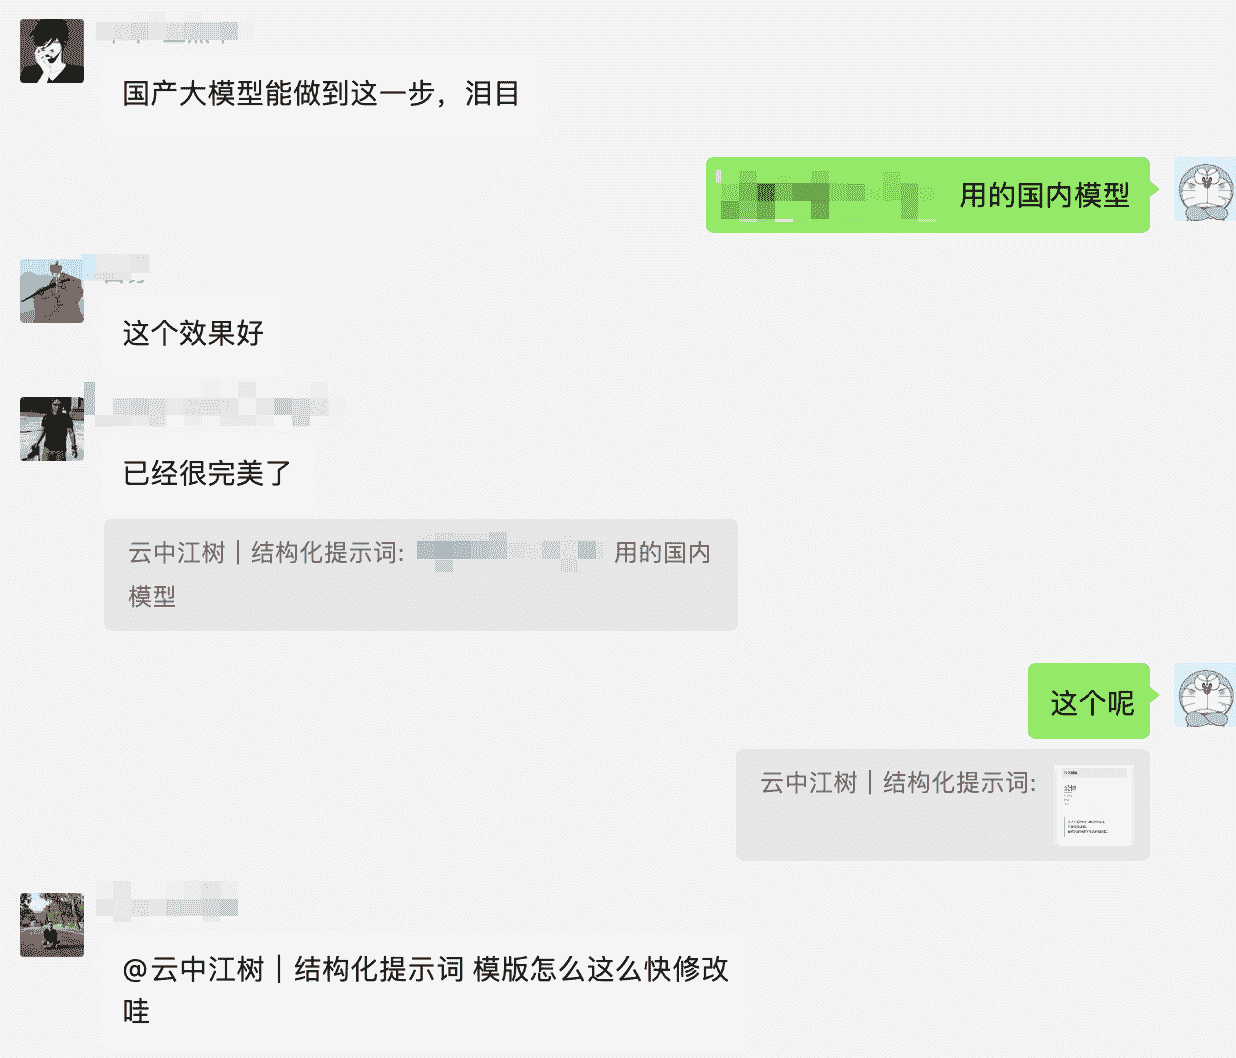 国产大模型能做到这一步，泪目
用的国内模型
这个效果好
已经很完美了
云中江树｜结构化提示词: 用的国内
模型
这个呢
云中江树｜结构化提示词:
@云中江树｜结构化提示词 模版怎么这么快修改
哇